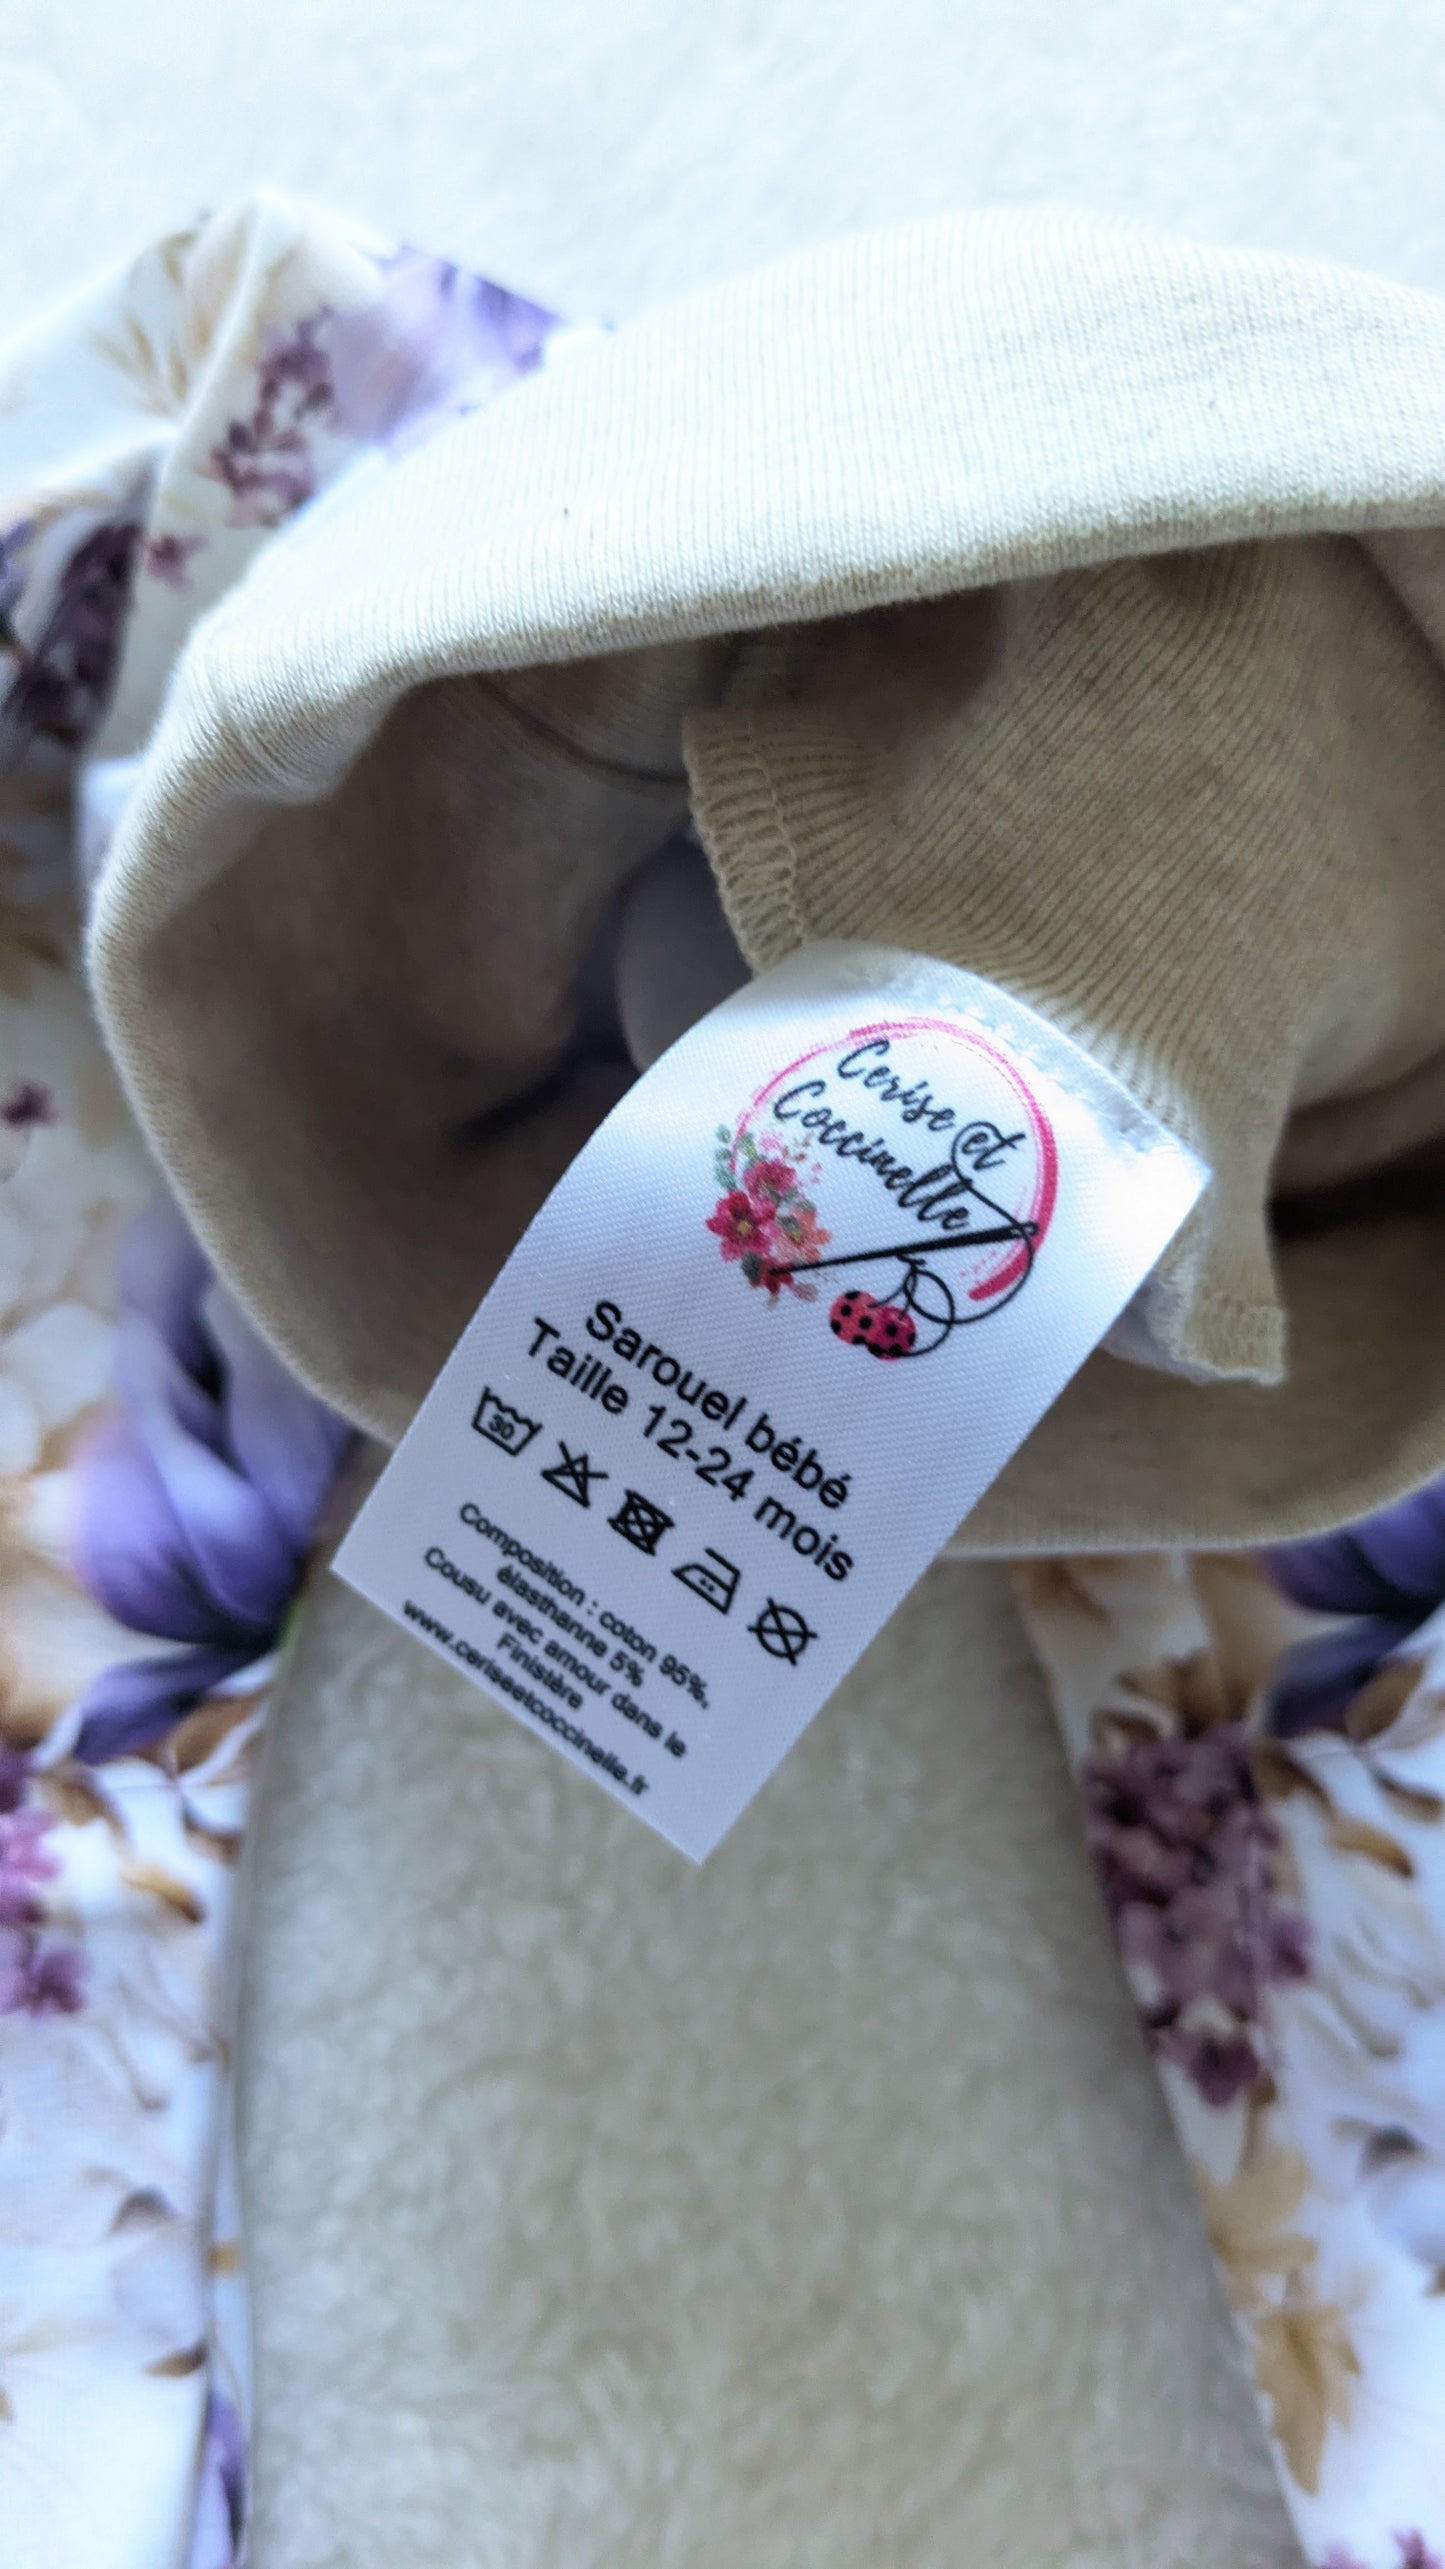 Cerise et
Coccinelle
Sarouel bébé
Taille 12-24 mois
30
Composition : coton 95%,
élasthanne 5%
Cousu avec amour dans le
Finistère
www.ceriseetcoccinelle.fr